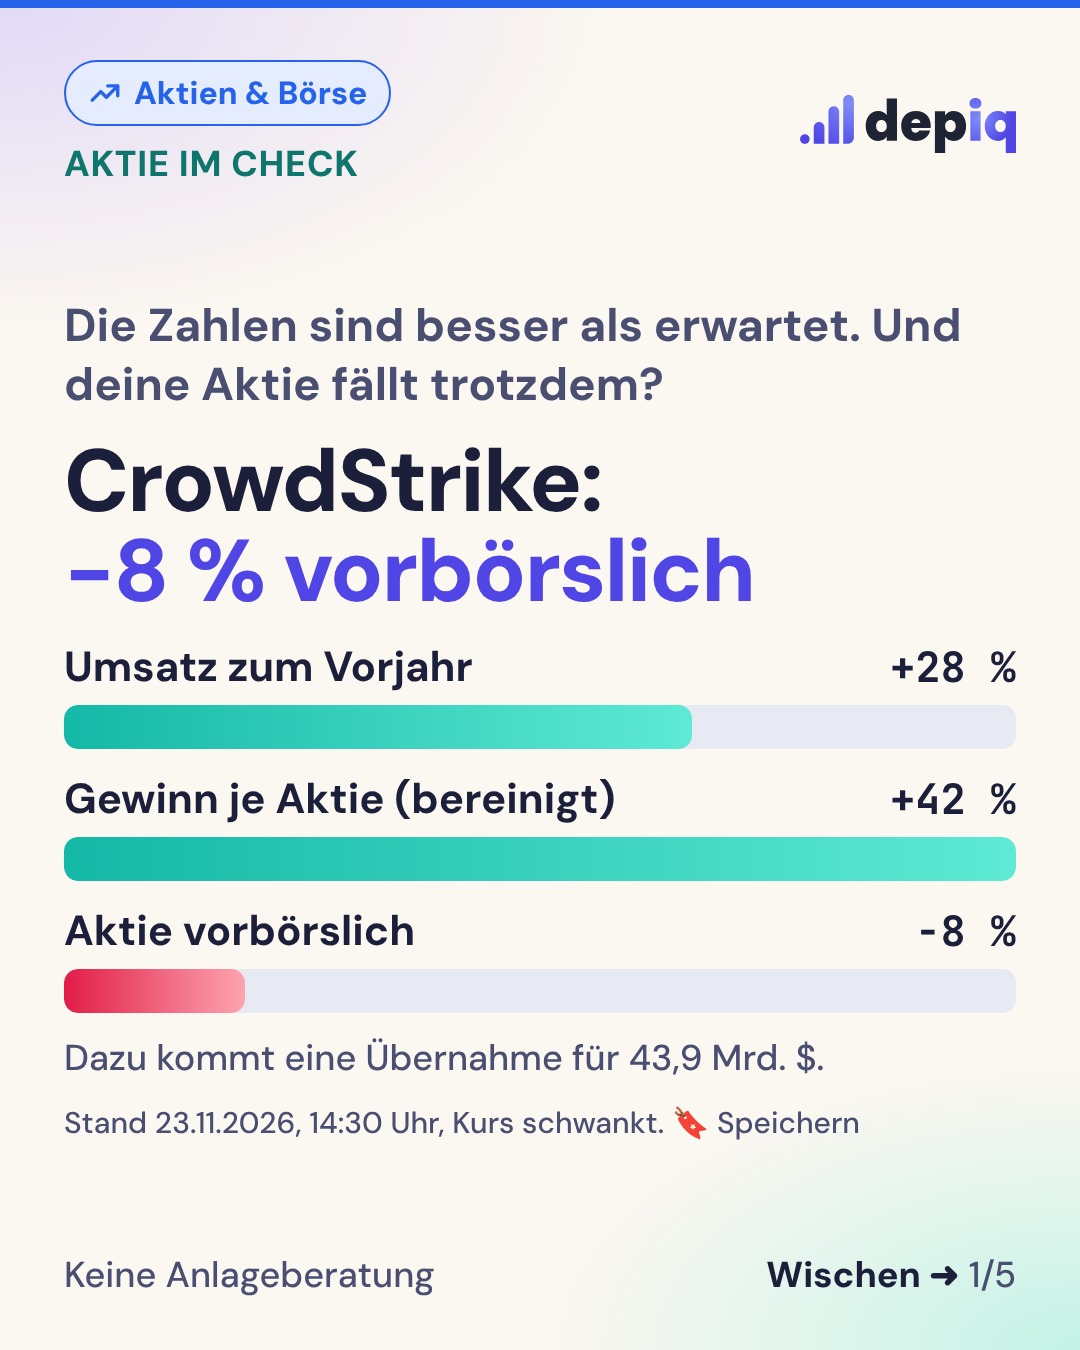 Aktien & Börse
depiq
AKTIE IM CHECK
Die Zahlen sind besser als erwartet. Und
deine Aktie fällt trotzdem?
CrowdStrike:
−8 % vorbörslich
Umsatz zum Vorjahr +28 %
Gewinn je Aktie (bereinigt) +42 %
Aktie vorbörslich -8 %
Dazu kommt eine Übernahme für 43,9 Mrd. $.
Stand 23.11.2026, 14:30 Uhr, Kurs schwankt. 🔖 Speichern
Keine Anlageberatung
Wischen ➜ 1/5